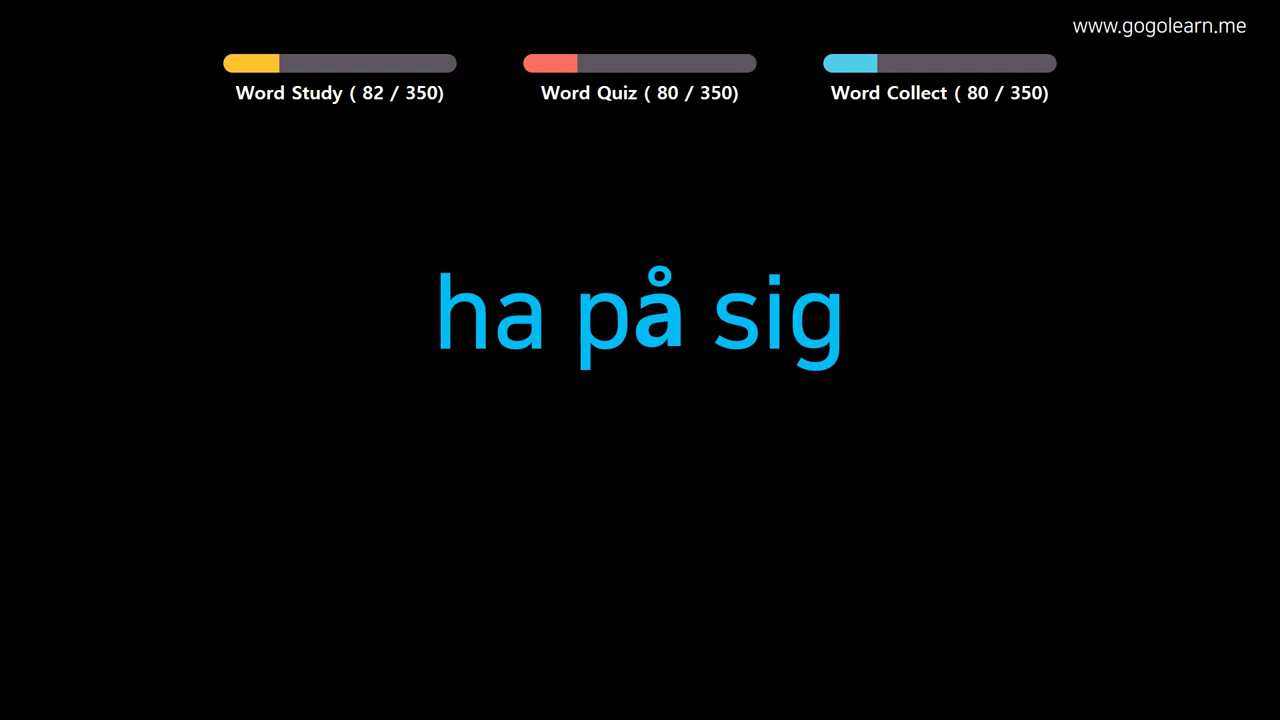 www.gogolearn.me
Word Study ( 82 / 350)
Word Quiz ( 80 / 350)
Word Collect ( 80 / 350)
ha på sig